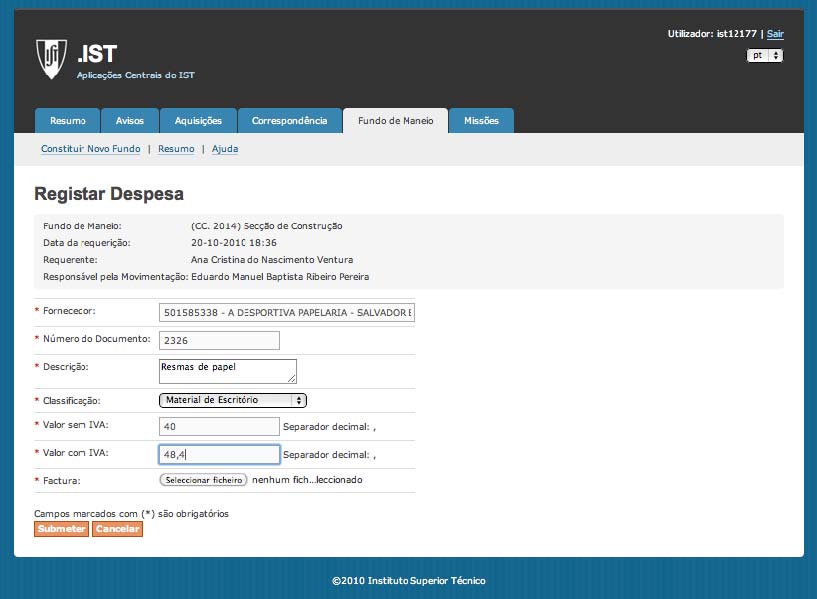 Utilizador: ist12177 | Sair
pt
.IST
Aplicações Centrais do IST
Resumo Avisos Aquisições Correspondência Fundo de Maneio Missões
Constituir Novo Fundo | Resumo | Ajuda
Registar Despesa
Fundo de Maneio: (CC. 2014) Secção de Construção
Data da requerição: 20-10-2010 18:36
Requerente: Ana Cristina do Nascimento Ventura
Responsável pela Movimentação: Eduardo Manuel Baptista Ribeiro Pereira
* Fornecedor: 501585338 - A DESPORTIVA PAPELARIA - SALVADOR E
* Número do Documento: 2326
* Descrição: Resmas de papel
* Classificação: Material de Escritório
* Valor sem IVA: 40 Separador decimal: ,
* Valor com IVA: 48,4 Separador decimal: ,
* Factura: Seleccionar ficheiro nenhum fich...leccionado
Campos marcados com (*) são obrigatórios
Submeter Cancelar
©2010 Instituto Superior Técnico